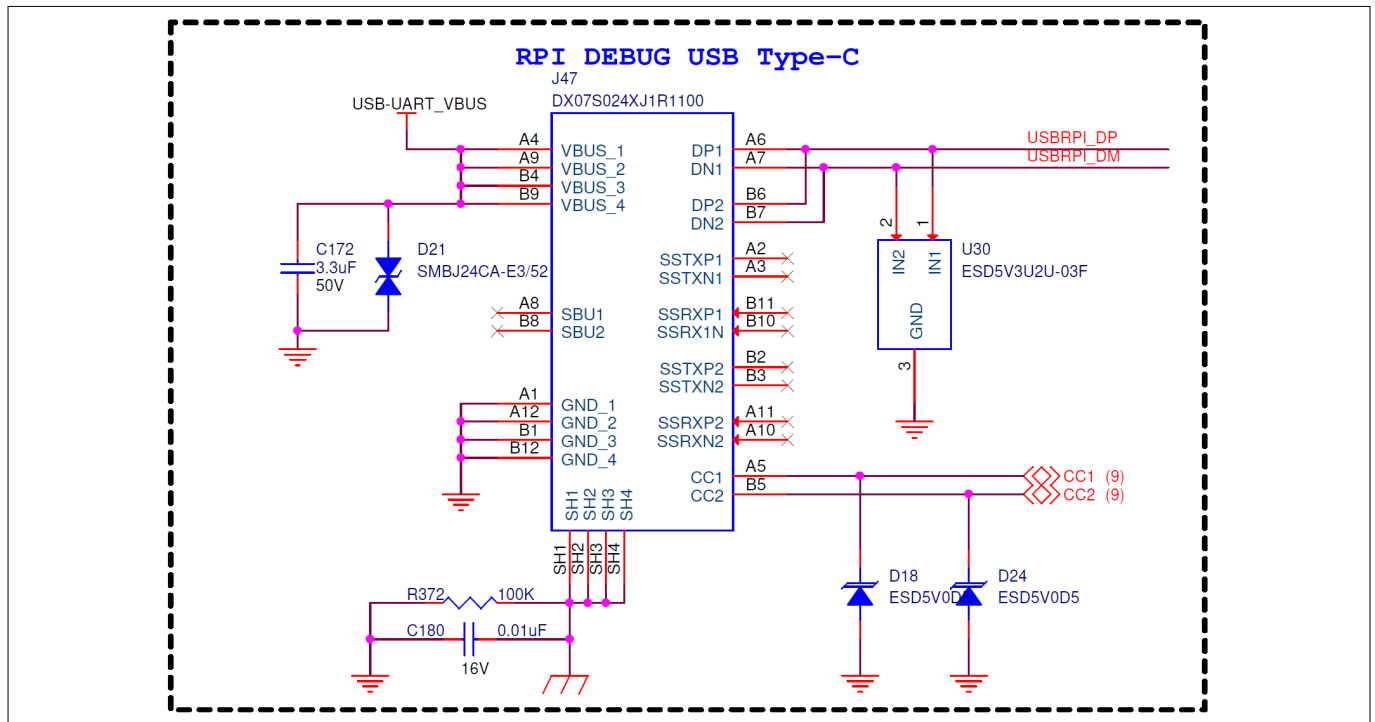 RPI DEBUG USB Type-C
J47
DX07S024XJ1R1100
USB-UART_VBUS
A4 VBUS_1 DP1 A6 USBRPI_DP
A9 VBUS_2 DN1 A7 USBRPI_DM
B4 VBUS_3
B9 VBUS_4 DP2 B6
DN2 B7
2 1
IN2 IN1
U30
ESD5V3U2U-03F
GND
3
C172
3.3uF
50V
D21
SMBJ24CA-E3/52
SSTXP1 A2
SSTXN1 A3
A8 SBU1 SSRXP1 B11
B8 SBU2 SSRX1N B10
SSTXP2 B2
SSTXN2 B3
A1 GND_1
A12 GND_2 SSRXP2 A11
B1 GND_3 SSRXN2 A10
B12 GND_4
CC1 A5 CC1 (9)
CC2 B5 CC2 (9)
SH1 SH2 SH3 SH4
SH1 SH2 SH3 SH4
R372 100K
C180 0.01uF
16V
D18
ESD5V0D
D24
ESD5V0D5